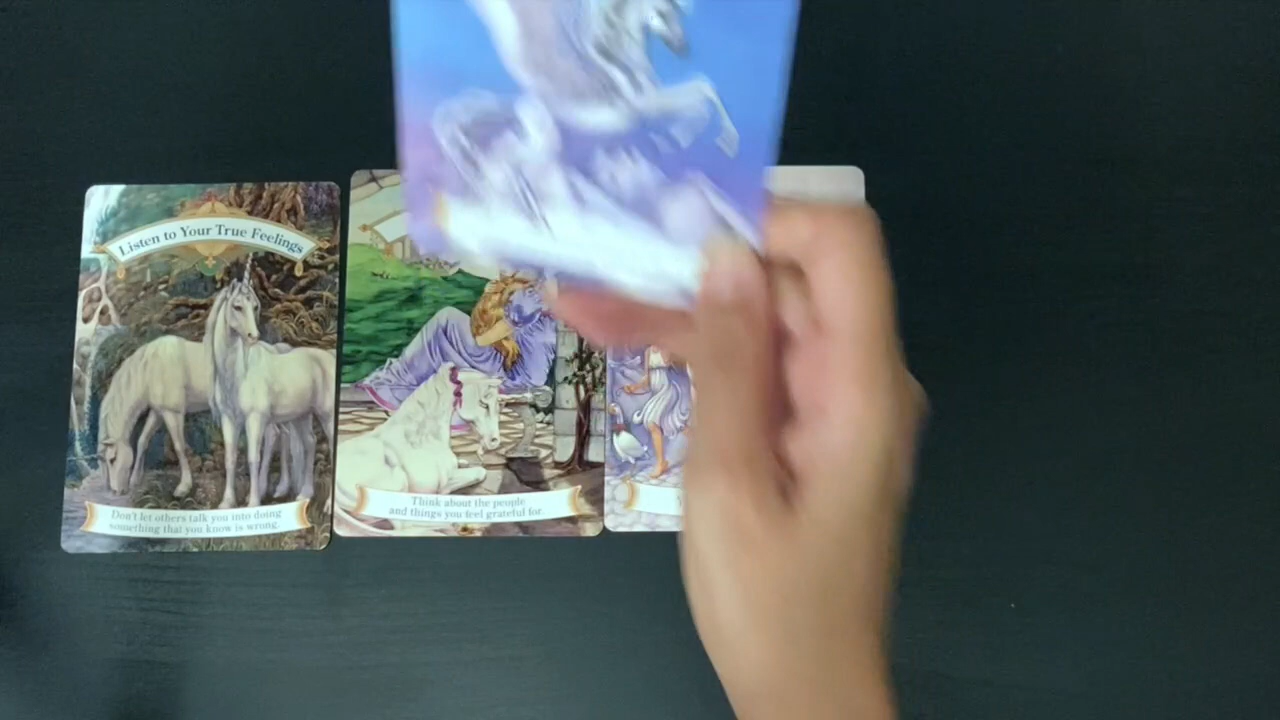 Listen to Your True Feelings
Don't let others talk you into doing
something that you know is wrong.
Think about the people
and things you feel grateful for.